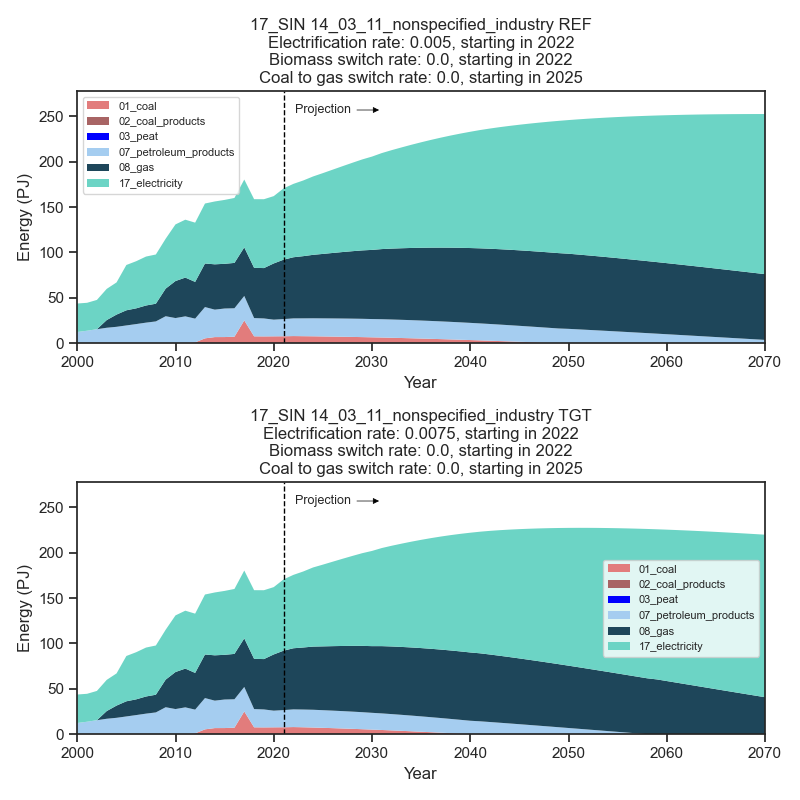 17_SIN 14_03_11_nonspecified_industry REF
Electrification rate: 0.005, starting in 2022
Biomass switch rate: 0.0, starting in 2022
Coal to gas switch rate: 0.0, starting in 2025
Projection
01_coal
02_coal_products
03_peat
07_petroleum_products
08_gas
17_electricity
Energy (PJ)
250
200
150
100
50
0
2000 2010 2020 2030 2040 2050 2060 2070
Year
17_SIN 14_03_11_nonspecified_industry TGT
Electrification rate: 0.0075, starting in 2022
Biomass switch rate: 0.0, starting in 2022
Coal to gas switch rate: 0.0, starting in 2025
Projection
01_coal
02_coal_products
03_peat
07_petroleum_products
08_gas
17_electricity
Energy (PJ)
250
200
150
100
50
0
2000 2010 2020 2030 2040 2050 2060 2070
Year